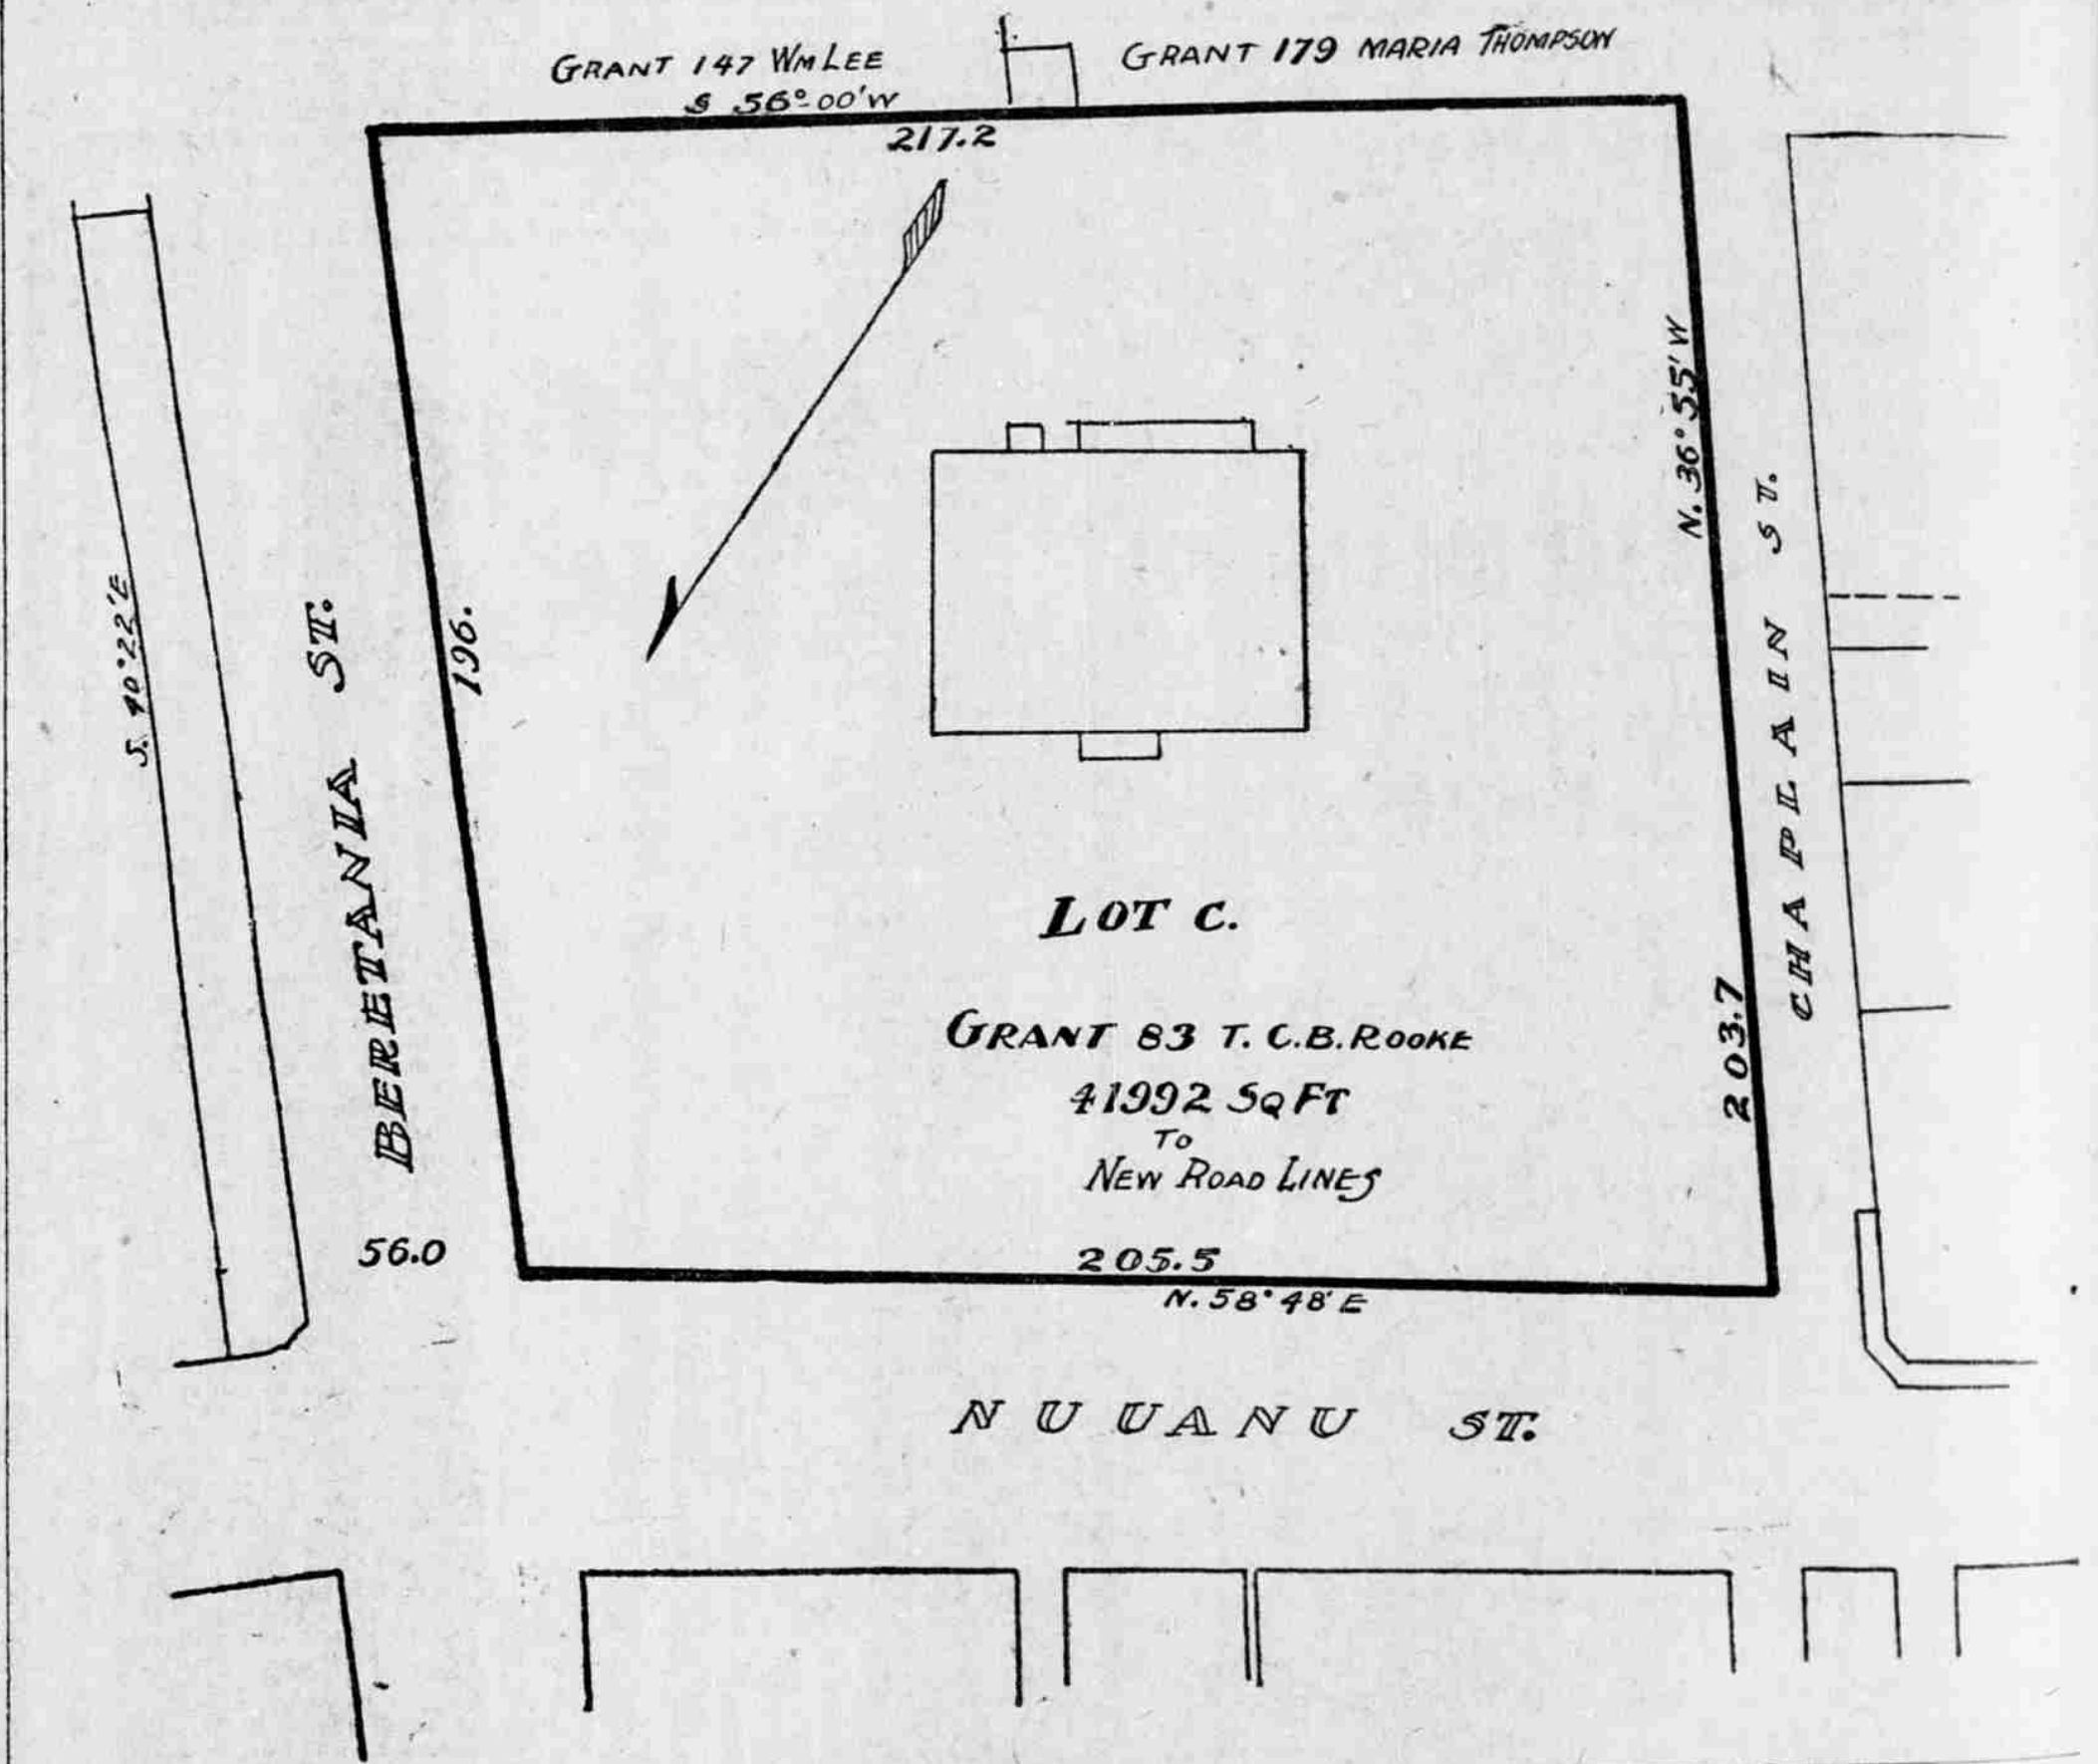 GRANT 147 WM LEE
GRANT 179 MARIA THOMPSON
S 56°-00'W
217.2
N. 36° 55' W
S. 40° 22' E
BERETANIA ST.
196.
CHAPLAIN ST.
LOT C.
GRANT 83 T. C. B. ROOKE
41992 SQ FT
TO
NEW ROAD LINES
203.7
56.0
205.5
N. 58° 48' E
NUUANU ST.